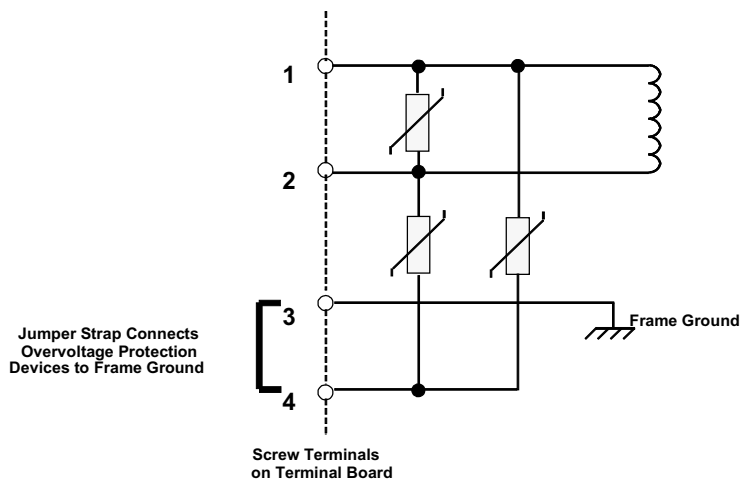 1
2
3
Frame Ground
Jumper Strap Connects
Overvoltage Protection
Devices to Frame Ground
4
Screw Terminals
on Terminal Board